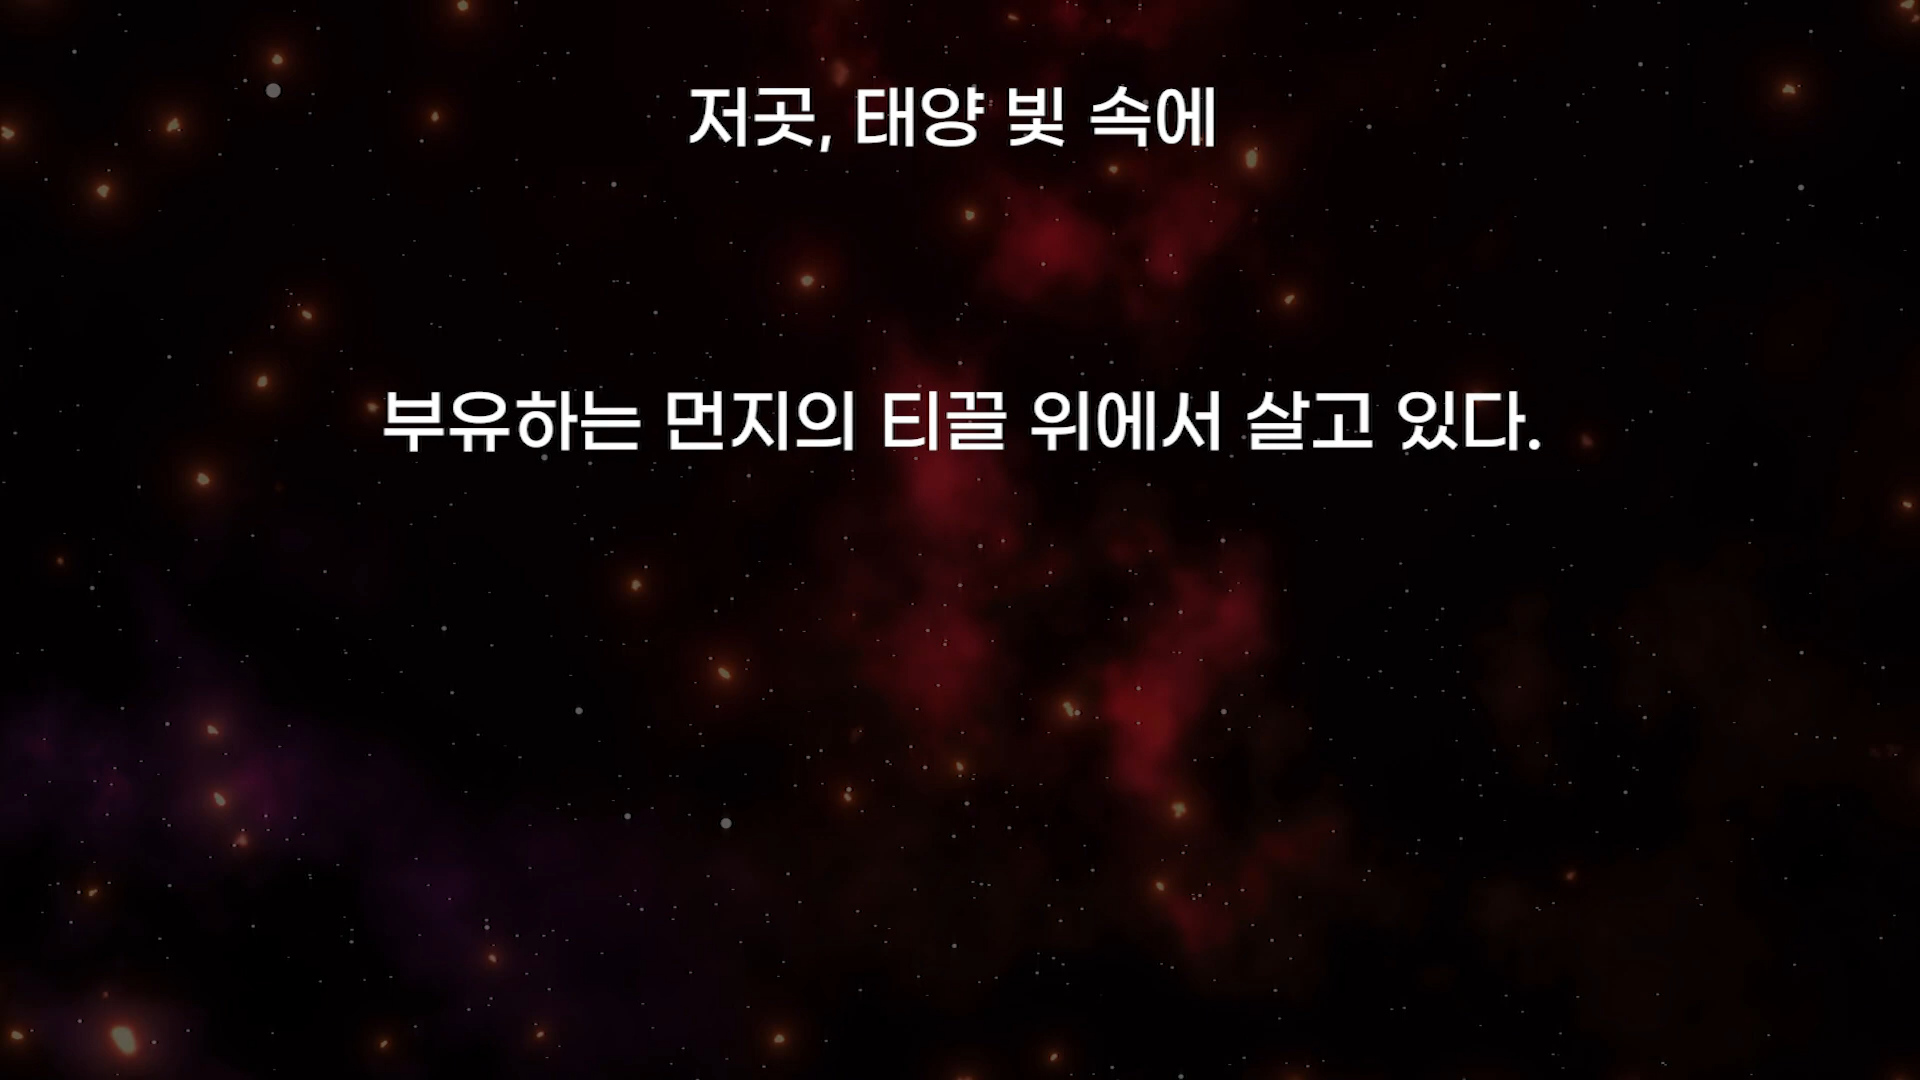 저곳, 태양 빛 속에
부유하는 먼지의 티끌 위에서 살고 있다.